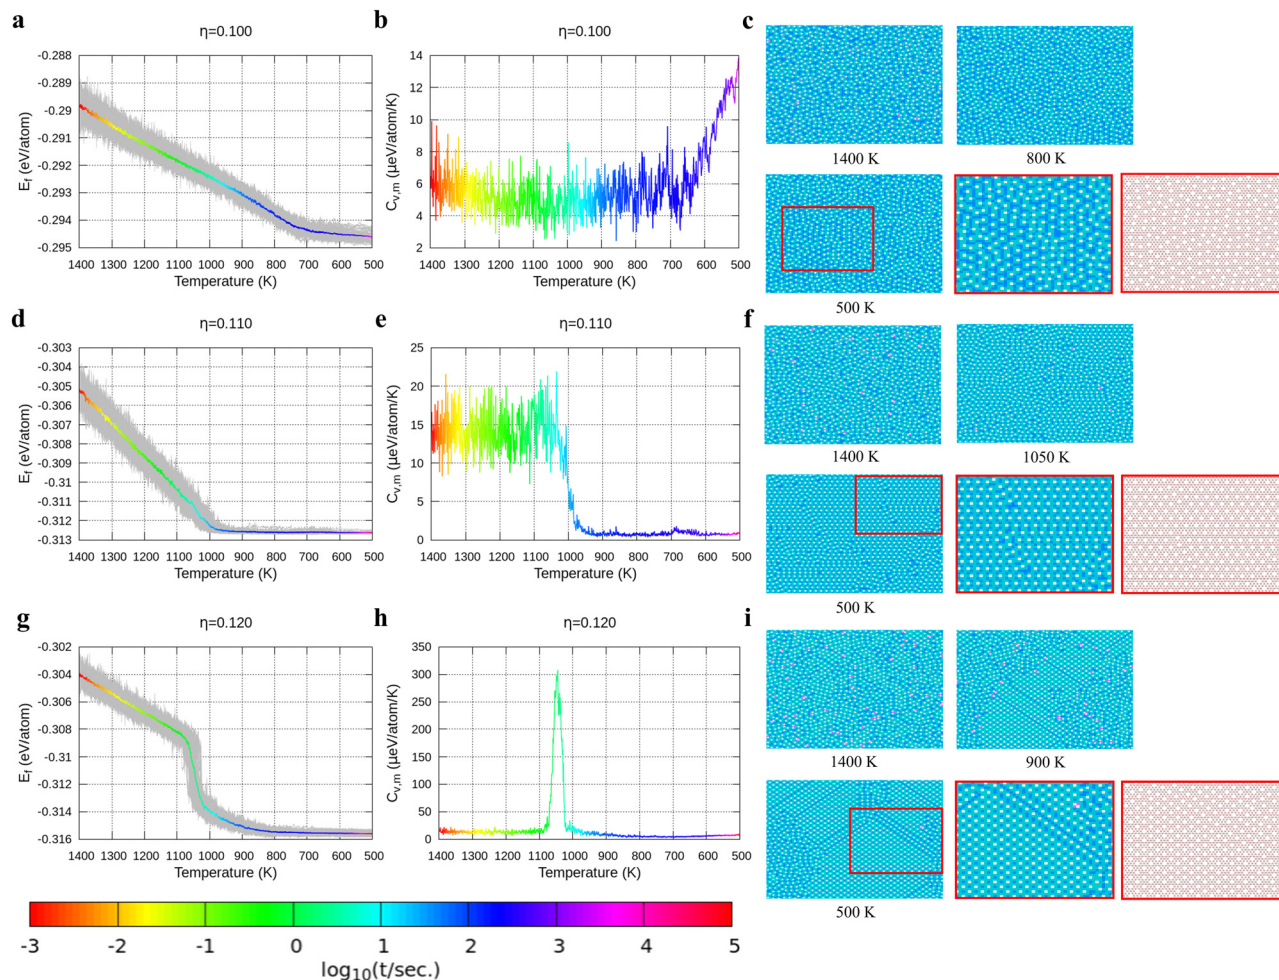 a
η=0.100
-0.288
-0.289
-0.29
-0.291
-0.292
-0.293
-0.294
-0.295
E_f (eV/atom)
1400 1300 1200 1100 1000 900 800 700 600 500
Temperature (K)
b
η=0.100
14
12
10
8
6
4
2
C_v,m (μeV/atom/K)
1400 1300 1200 1100 1000 900 800 700 600 500
Temperature (K)
c
1400 K
800 K
500 K
d
η=0.110
-0.303
-0.304
-0.305
-0.306
-0.307
-0.308
-0.309
-0.31
-0.311
-0.312
-0.313
E_f (eV/atom)
1400 1300 1200 1100 1000 900 800 700 600 500
Temperature (K)
e
η=0.110
25
20
15
10
5
0
C_v,m (μeV/atom/K)
1400 1300 1200 1100 1000 900 800 700 600 500
Temperature (K)
f
1400 K
1050 K
500 K
g
η=0.120
-0.302
-0.304
-0.306
-0.308
-0.31
-0.312
-0.314
-0.316
E_f (eV/atom)
1400 1300 1200 1100 1000 900 800 700 600 500
Temperature (K)
h
η=0.120
350
300
250
200
150
100
50
0
C_v,m (μeV/atom/K)
1400 1300 1200 1100 1000 900 800 700 600 500
Temperature (K)
i
1400 K
900 K
500 K
-3 -2 -1 0 1 2 3 4 5
log₁₀(t/sec.)